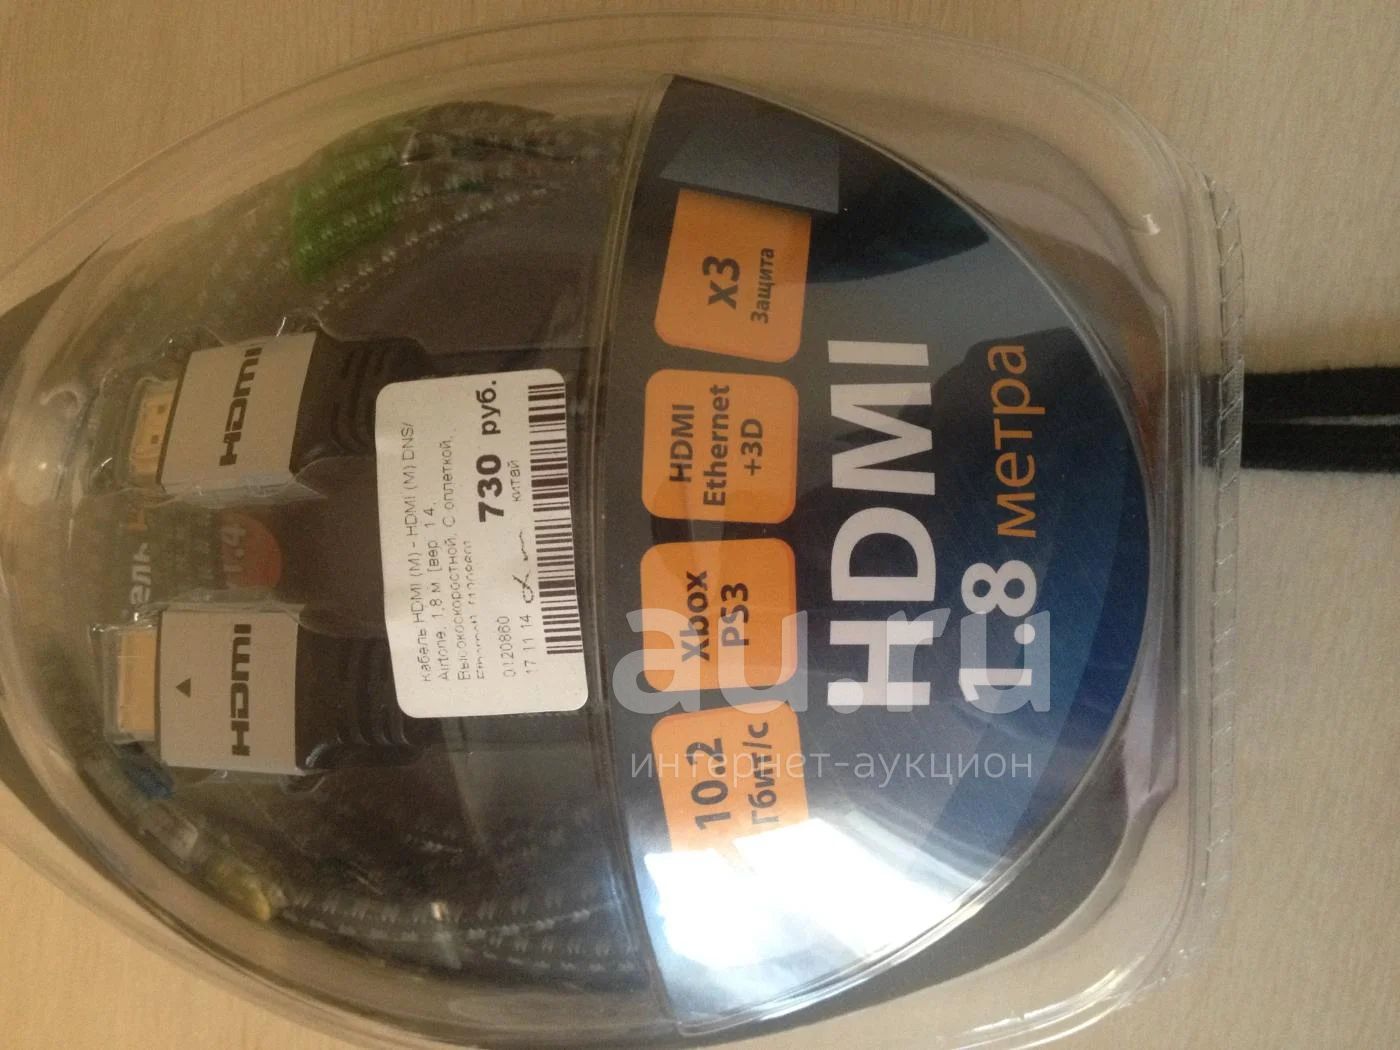 HDMI
HDMI
Кабель HDMI (M) - HDMI (M) DNS/
Airtone, 1.8 м [вер. 1.4,
Высокоскоростной, С оплеткой,
0120860
730 руб.
17 11 14
КИТАЙ
10.2
Гбит/с
Xbox
PS3
HDMI
Ethernet
+3D
x3
Защита
HDMI
1.8 метра
au.ru
интернет-аукцион